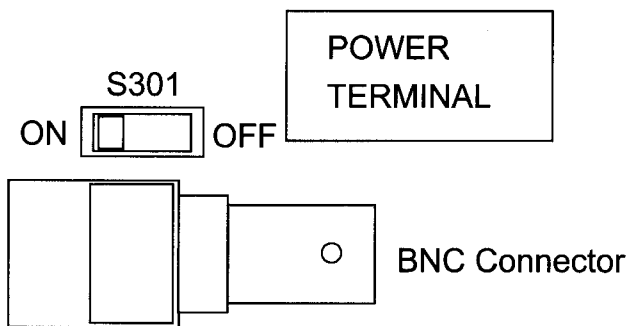 POWER
TERMINAL
S301
ON OFF
BNC Connector